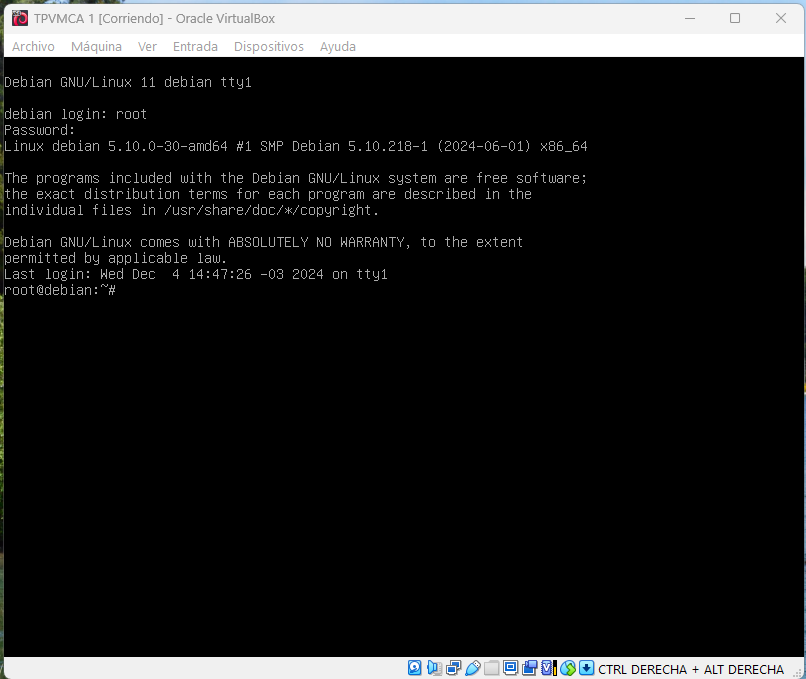 TPVMCA 1 [Corriendo] - Oracle VirtualBox
Archivo Máquina Ver Entrada Dispositivos Ayuda
Debian GNU/Linux 11 debian tty1
debian login: root
Password:
Linux debian 5.10.0-30-amd64 #1 SMP Debian 5.10.218-1 (2024-06-01) x86_64
The programs included with the Debian GNU/Linux system are free software;
the exact distribution terms for each program are described in the
individual files in /usr/share/doc/*/copyright.
Debian GNU/Linux comes with ABSOLUTELY NO WARRANTY, to the extent
permitted by applicable law.
Last login: Wed Dec  4 14:47:26 -03 2024 on tty1
root@debian:~#
CTRL DERECHA + ALT DERECHA